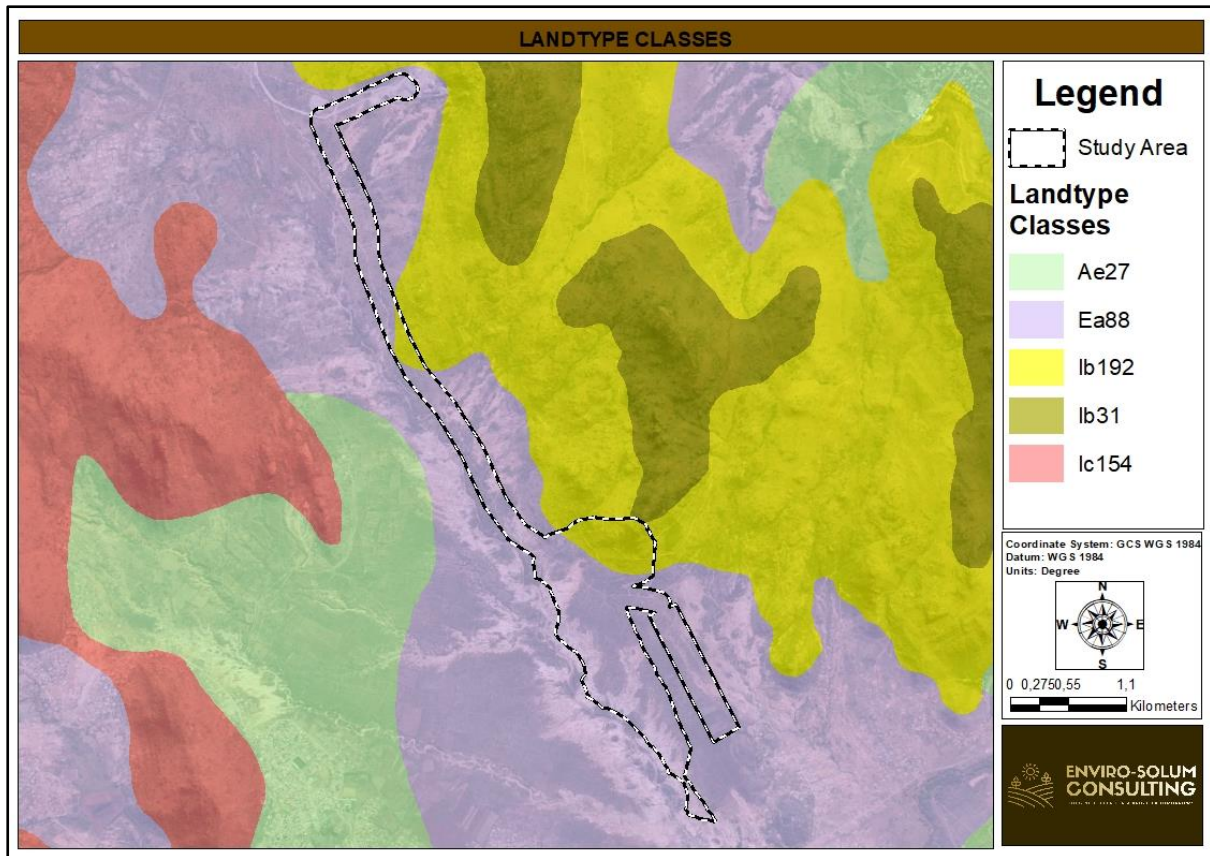 LANDTYPE CLASSES
Legend
Study Area
Landtype
Classes
Ae27
Ea88
Ib192
Ib31
Ic154
Coordinate System: GCS WGS 1984
Datum: WGS 1984
Units: Degree
N
W E
S
0 0,2750,55 1,1
Kilometers
ENVIRO-SOLUM
CONSULTING